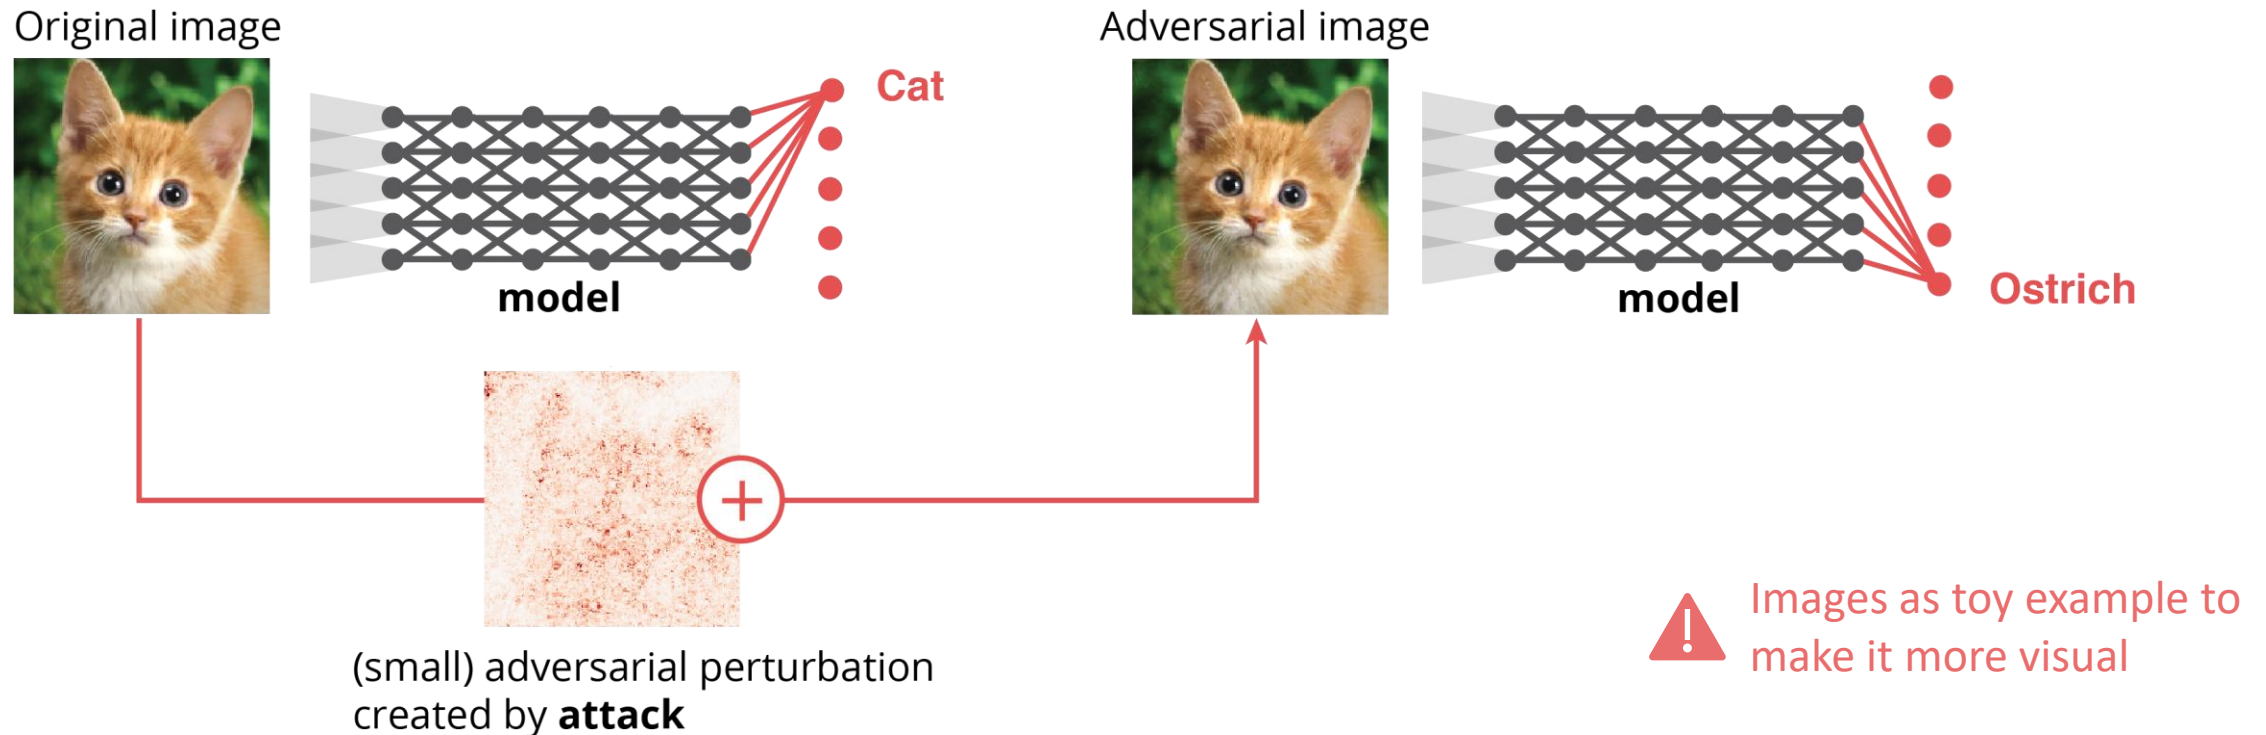 Original image
Adversarial image
Cat
model
Ostrich
model
(small) adversarial perturbation
created by attack
Images as toy example to
make it more visual